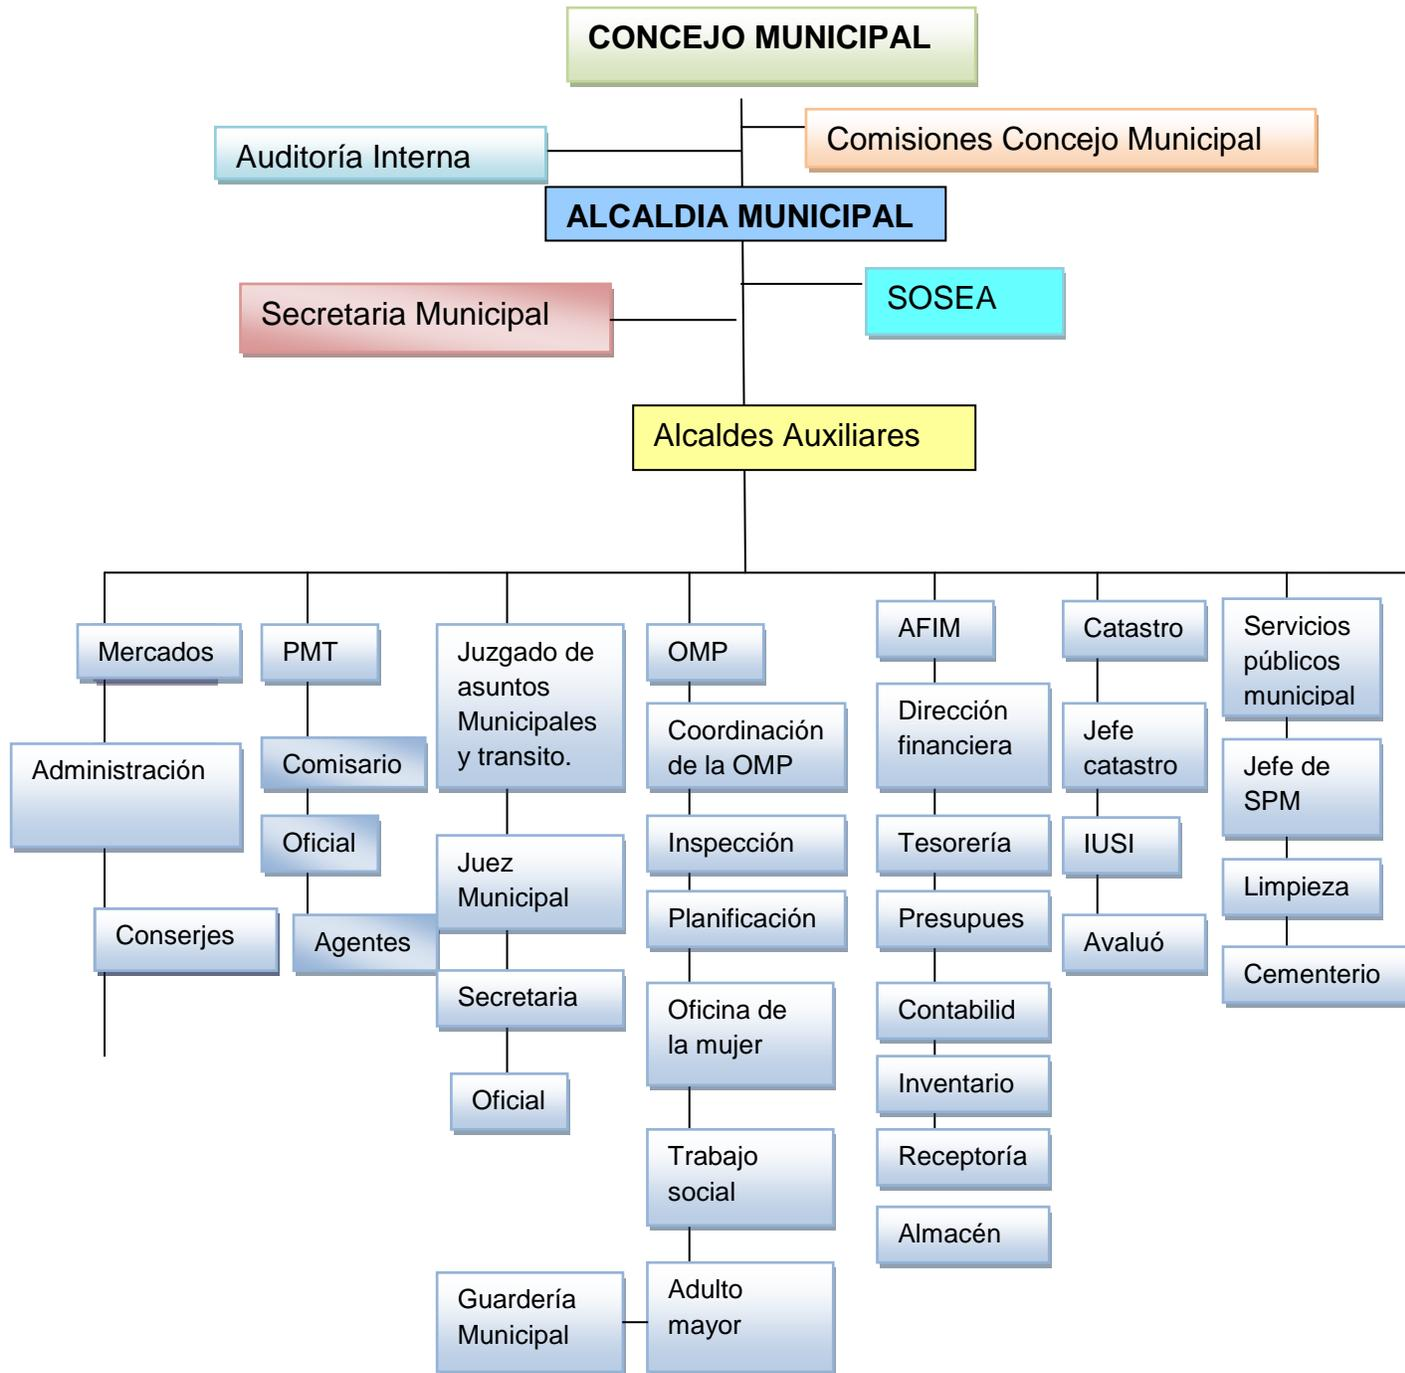 CONCEJO MUNICIPAL
Comisiones Concejo Municipal
Auditoría Interna
ALCALDIA MUNICIPAL
SOSEA
Secretaria Municipal
Alcaldes Auxiliares
Mercados
Administración
Conserjes
PMT
Comisario
Oficial
Agentes
Juzgado de
asuntos
Municipales
y transito.
Juez
Municipal
Secretaria
Oficial
OMP
Coordinación
de la OMP
Inspección
Planificación
Oficina de
la mujer
Trabajo
social
Adulto
mayor
Guardería
Municipal
AFIM
Dirección
financiera
Tesorería
Presupues
Contabilid
Inventario
Receptoría
Almacén
Catastro
Jefe
catastro
IUSI
Avaluó
Servicios
públicos
municipal
Jefe de
SPM
Limpieza
Cementerio